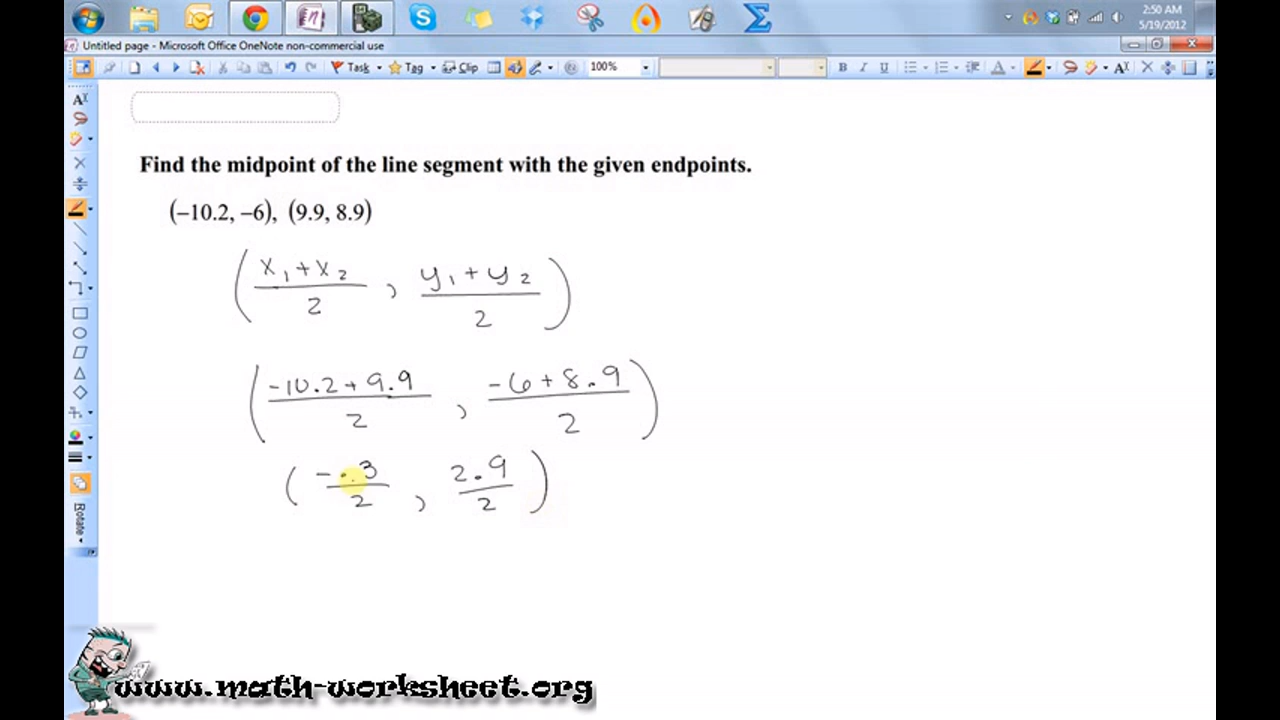 2:50 AM
5/19/2012
Untitled page - Microsoft Office OneNote non-commercial use
Task Tag Clip 100% B I U A
Find the midpoint of the line segment with the given endpoints.
(−10.2, −6), (9.9, 8.9)
( x₁ + x₂ / 2 , y₁ + y₂ / 2 )
( -10.2 + 9.9 / 2 , -6 + 8.9 / 2 )
( -.3 / 2 , 2.9 / 2 )
Rotate
www.math-worksheet.org